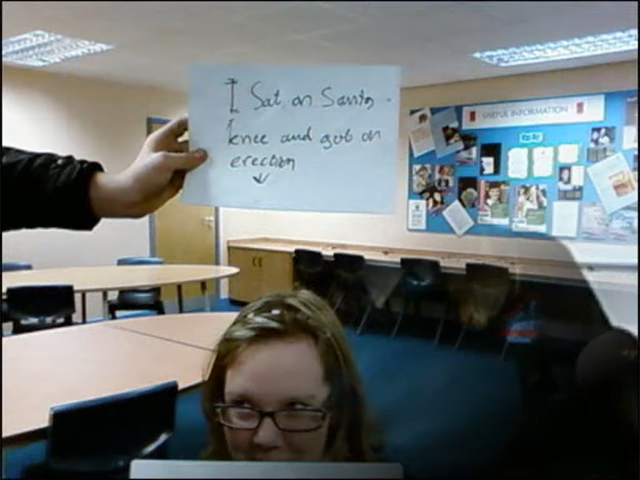 I Sat on Santa
knee and got an
erection
USEFUL INFORMATION